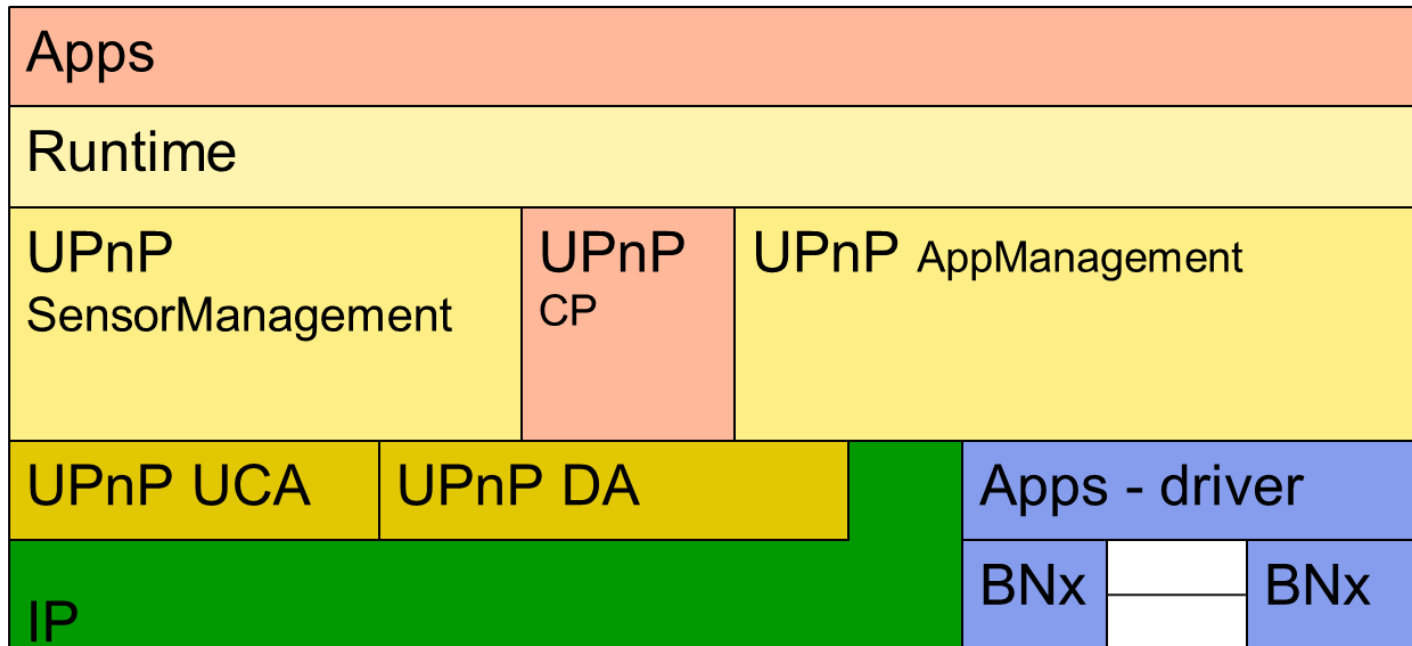 Apps
Runtime
UPnP
SensorManagement
UPnP
CP
UPnP AppManagement
UPnP UCA
UPnP DA
Apps - driver
IP
BNx
BNx